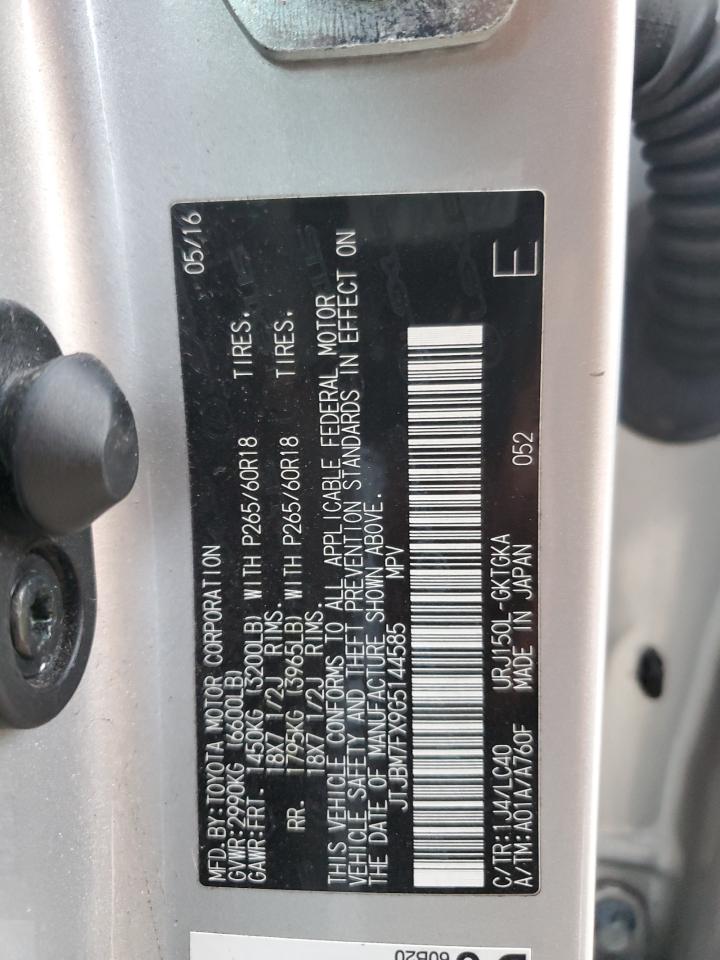 MFD. BY: TOYOTA MOTOR CORPORATION 05/16
GVWR: 2990KG (6600LB)
GAWR: FRT- 1450KG (3200LB) WITH P265/60R18 TIRES.
18X7 1/2J RIMS.
RR. 1795KG (3965LB) WITH P265/60R18 TIRES.
18X7 1/2J RIMS.
THIS VEHICLE CONFORMS TO ALL APPLICABLE FEDERAL MOTOR
VEHICLE SAFETY AND THEFT PREVENTION STANDARDS IN EFFECT ON
THE DATE OF MANUFACTURE SHOWN ABOVE.
JTJBM7FX9G5144585 MPV
C/TR: 1J4/LC40 URJ150L-GKTGKA
A/TM: A01A/A760F MADE IN JAPAN 052 E
60B20